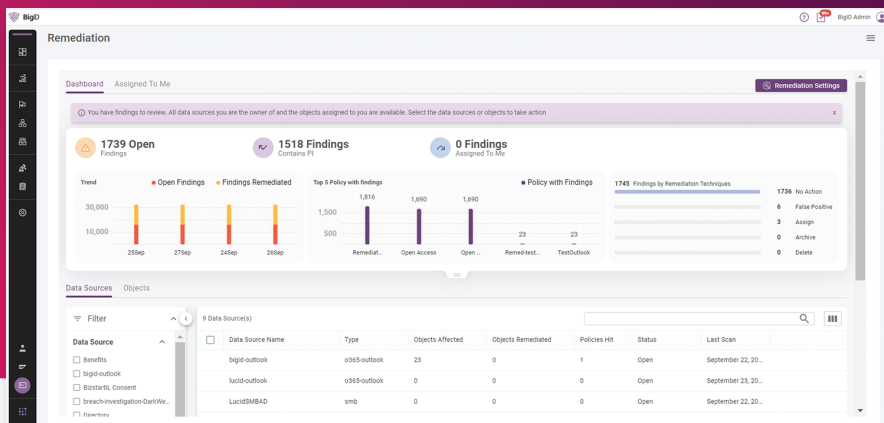 BigID
99+
BigID Admin
Remediation
Dashboard
Assigned To Me
Remediation Settings
You have findings to review. All data sources you are the owner of and the objects assigned to you are available. Select the data sources or objects to take action
x
1739 Open
Findings
1518 Findings
Contains PI
0 Findings
Assigned To Me
Trend
Open Findings
Findings Remediated
30,000
10,000
25Sep
27Sep
24Sep
26Sep
Top 5 Policy with findings
Policy with Findings
1,500
500
1,816
1,690
1,690
23
23
Remediat...
Open Access
Open ...
Remed-test...
TestOutlook
1745 Findings by Remediation Techniques
1736 No Action
6 False Positive
3 Assign
0 Archive
0 Delete
Data Sources
Objects
Filter
Data Source
Benefits
bigid-outlook
BizstartIL Consent
breach-investigation-DarkWe...
Directory
9 Data Source(s)
Data Source Name Type Objects Affected Objects Remediated Policies Hit Status Last Scan
bigid-outlook o365-outlook 23 0 1 Open September 22, 20...
lucid-outlook o365-outlook 0 0 0 Open September 23, 20...
LucidSMBAD smb 0 0 0 Open September 22, 20...